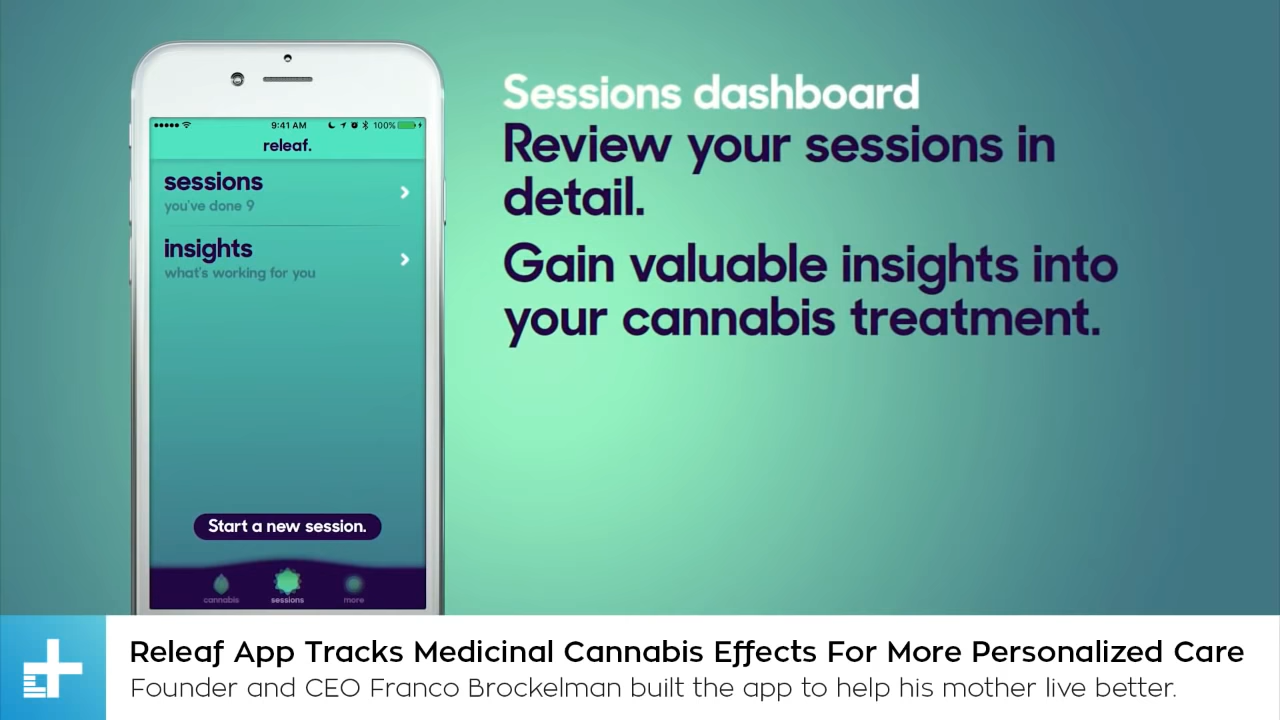 9:41 AM
100%
releaf.
sessions
you've done 9
insights
what's working for you
Start a new session.
cannabis
sessions
more
Sessions dashboard
Review your sessions in
detail.
Gain valuable insights into
your cannabis treatment.
Releaf App Tracks Medicinal Cannabis Effects For More Personalized Care
Founder and CEO Franco Brockelman built the app to help his mother live better.